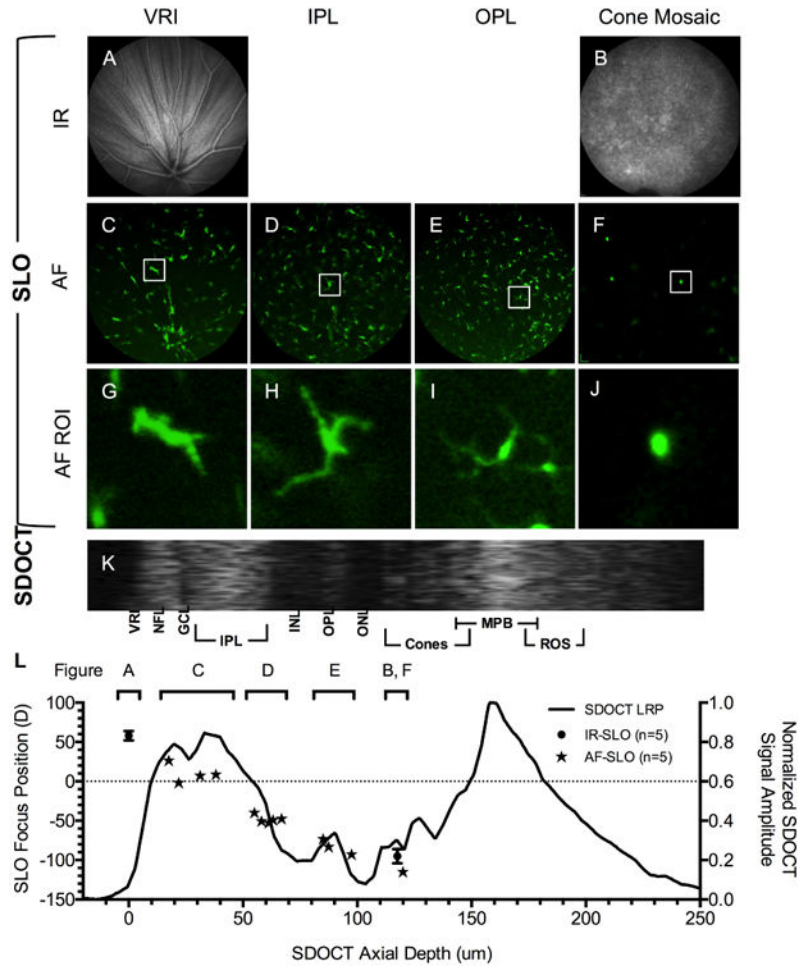 VRI IPL OPL Cone Mosaic
SLO
IR
A
B
AF
C
D
E
F
AF ROI
G
H
I
J
SDOCT
K
VRI NFL GCL IPL INL OPL ONL Cones MPB ROS
L
Figure A C D E B, F
SLO Focus Position (D)
100
50
0
-50
-100
-150
SDOCT LRP
IR-SLO (n=5)
AF-SLO (n=5)
1.0
0.8
0.6
0.4
0.2
0.0
Normalized SDOCT
Signal Amplitude
0 50 100 150 200 250
SDOCT Axial Depth (um)